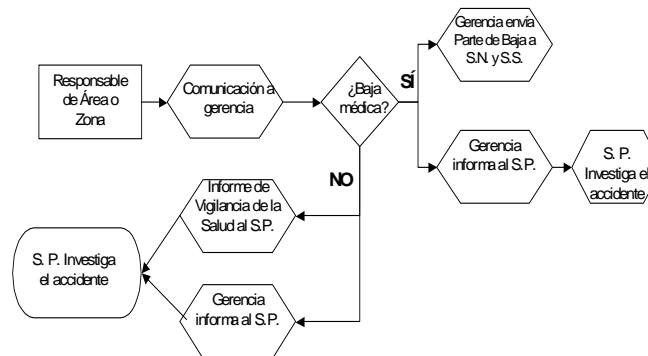 Responsable
de Área o
Zona
Comunicación a
gerencia
¿Baja
médica?
SÍ
Gerencia envía
Parte de Baja a
S.N. y S.S.
Gerencia
informa al S.P.
S. P.
Investiga el
accidente
NO
Informe de
Vigilancia de la
Salud al S.P.
S. P. Investiga
el accidente
Gerencia
informa al S.P.